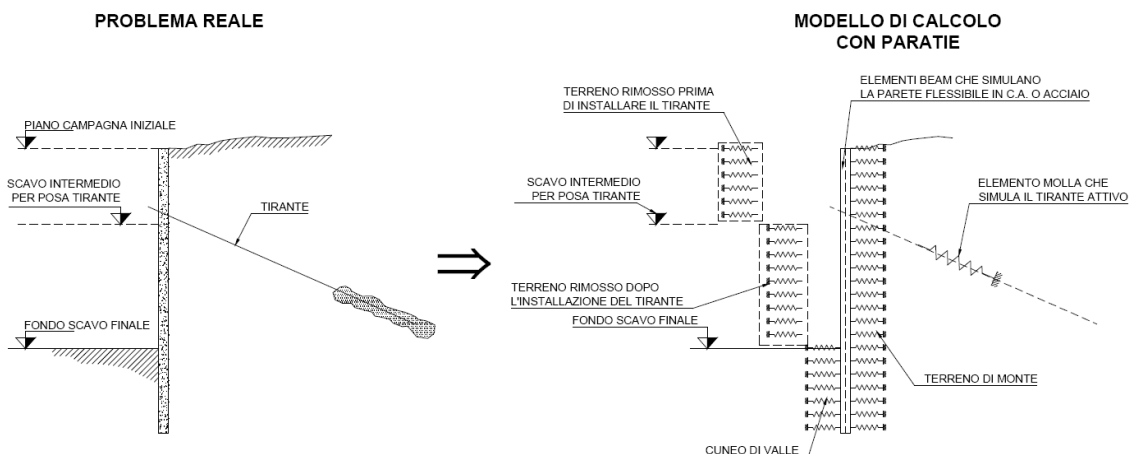 PROBLEMA REALE
PIANO CAMPAGNA INIZIALE
SCAVO INTERMEDIO
PER POSA TIRANTE
TIRANTE
FONDO SCAVO FINALE
MODELLO DI CALCOLO
CON PARATIE
TERRENO RIMOSSO PRIMA
DI INSTALLARE IL TIRANTE
ELEMENTI BEAM CHE SIMULANO
LA PARETE FLESSIBILE IN C.A. O ACCIAIO
SCAVO INTERMEDIO
PER POSA TIRANTE
ELEMENTO MOLLA CHE
SIMULA IL TIRANTE ATTIVO
TERRENO RIMOSSO DOPO
L'INSTALLAZIONE DEL TIRANTE
FONDO SCAVO FINALE
TERRENO DI MONTE
CUNEO DI VALLE